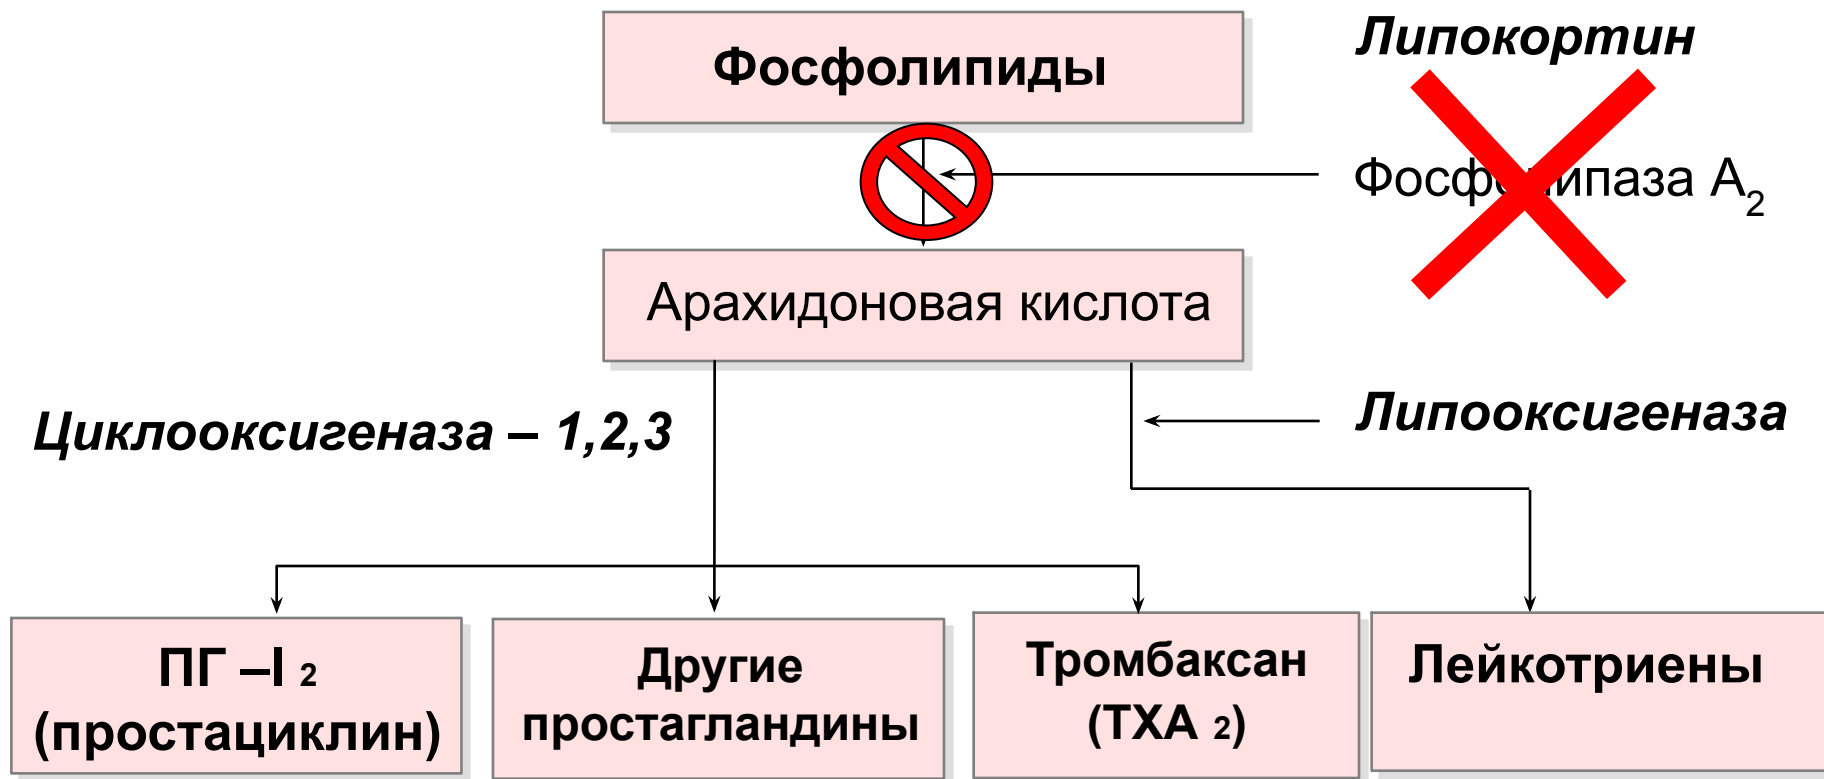 Фосфолипиды
Липокортин
Фосфолипаза А2
Арахидоновая кислота
Циклооксигеназа – 1,2,3
Липооксигеназа
ПГ –I 2
(простациклин)
Другие
простагландины
Тромбаксан
(ТХА 2)
Лейкотриены